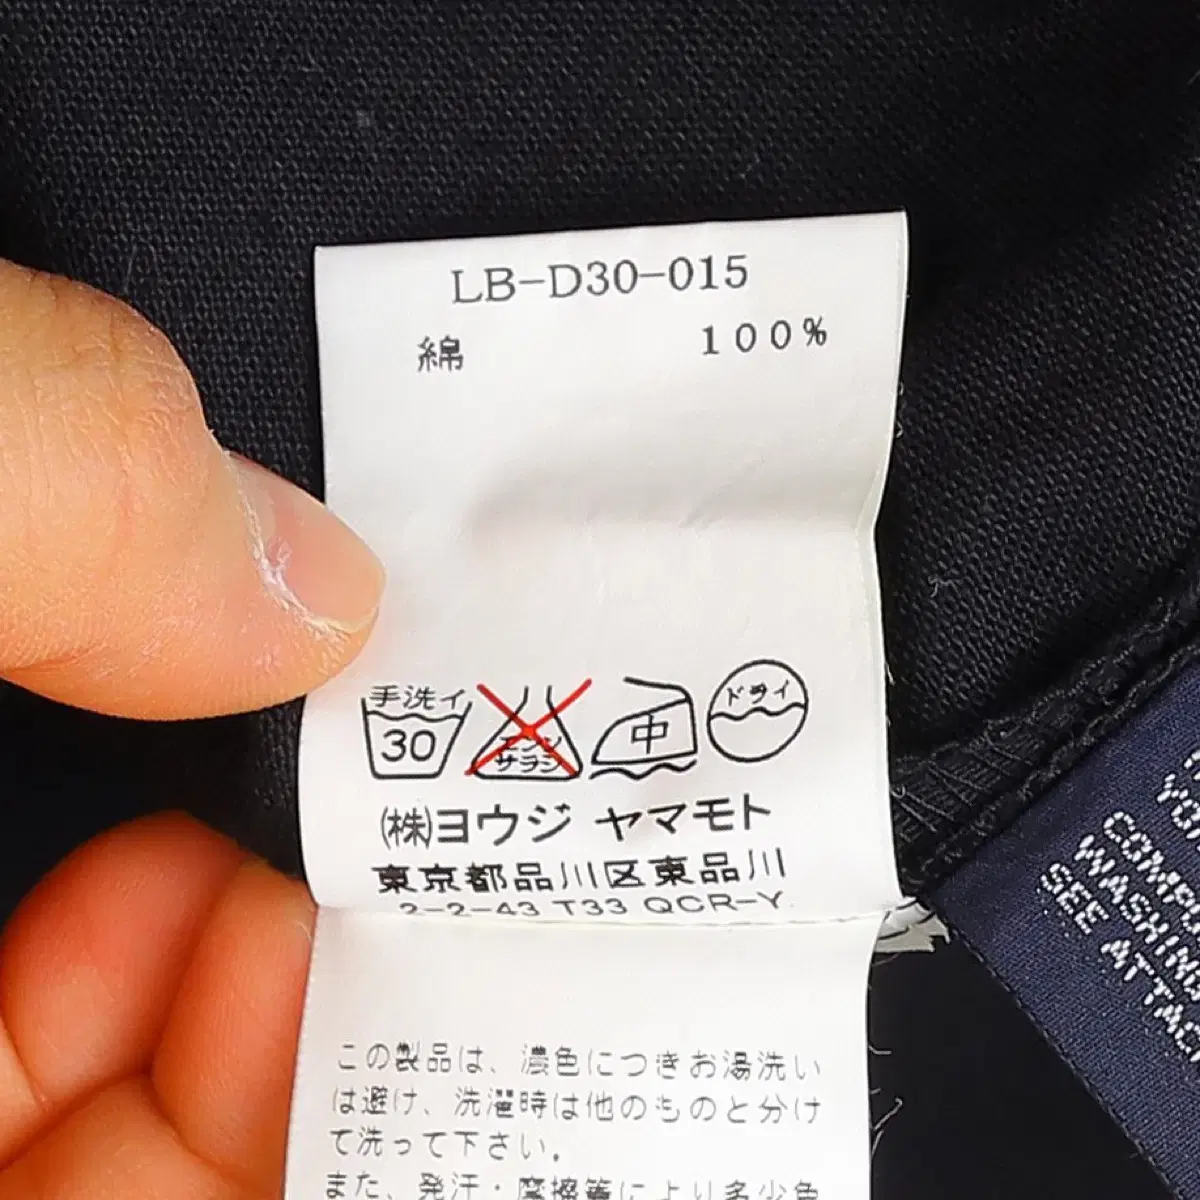 LB-D30-015
綿 100%
手洗イ
30
エンソ
サラシ
中
ドライ
(株)ヨウジ ヤマモト
東京都品川区東品川
2-2-43 T33 QCR-Y
この製品は、濃色につきお湯洗い
は避け、洗濯時は他のものと分け
て洗って下さい。
また、発汗・摩擦等により多少色
WASHING
SEE